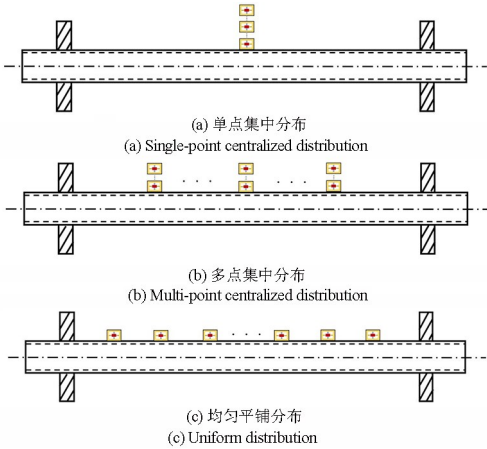 (a) 单点集中分布
(a) Single-point centralized distribution
(b) 多点集中分布
(b) Multi-point centralized distribution
(c) 均匀平铺分布
(c) Uniform distribution